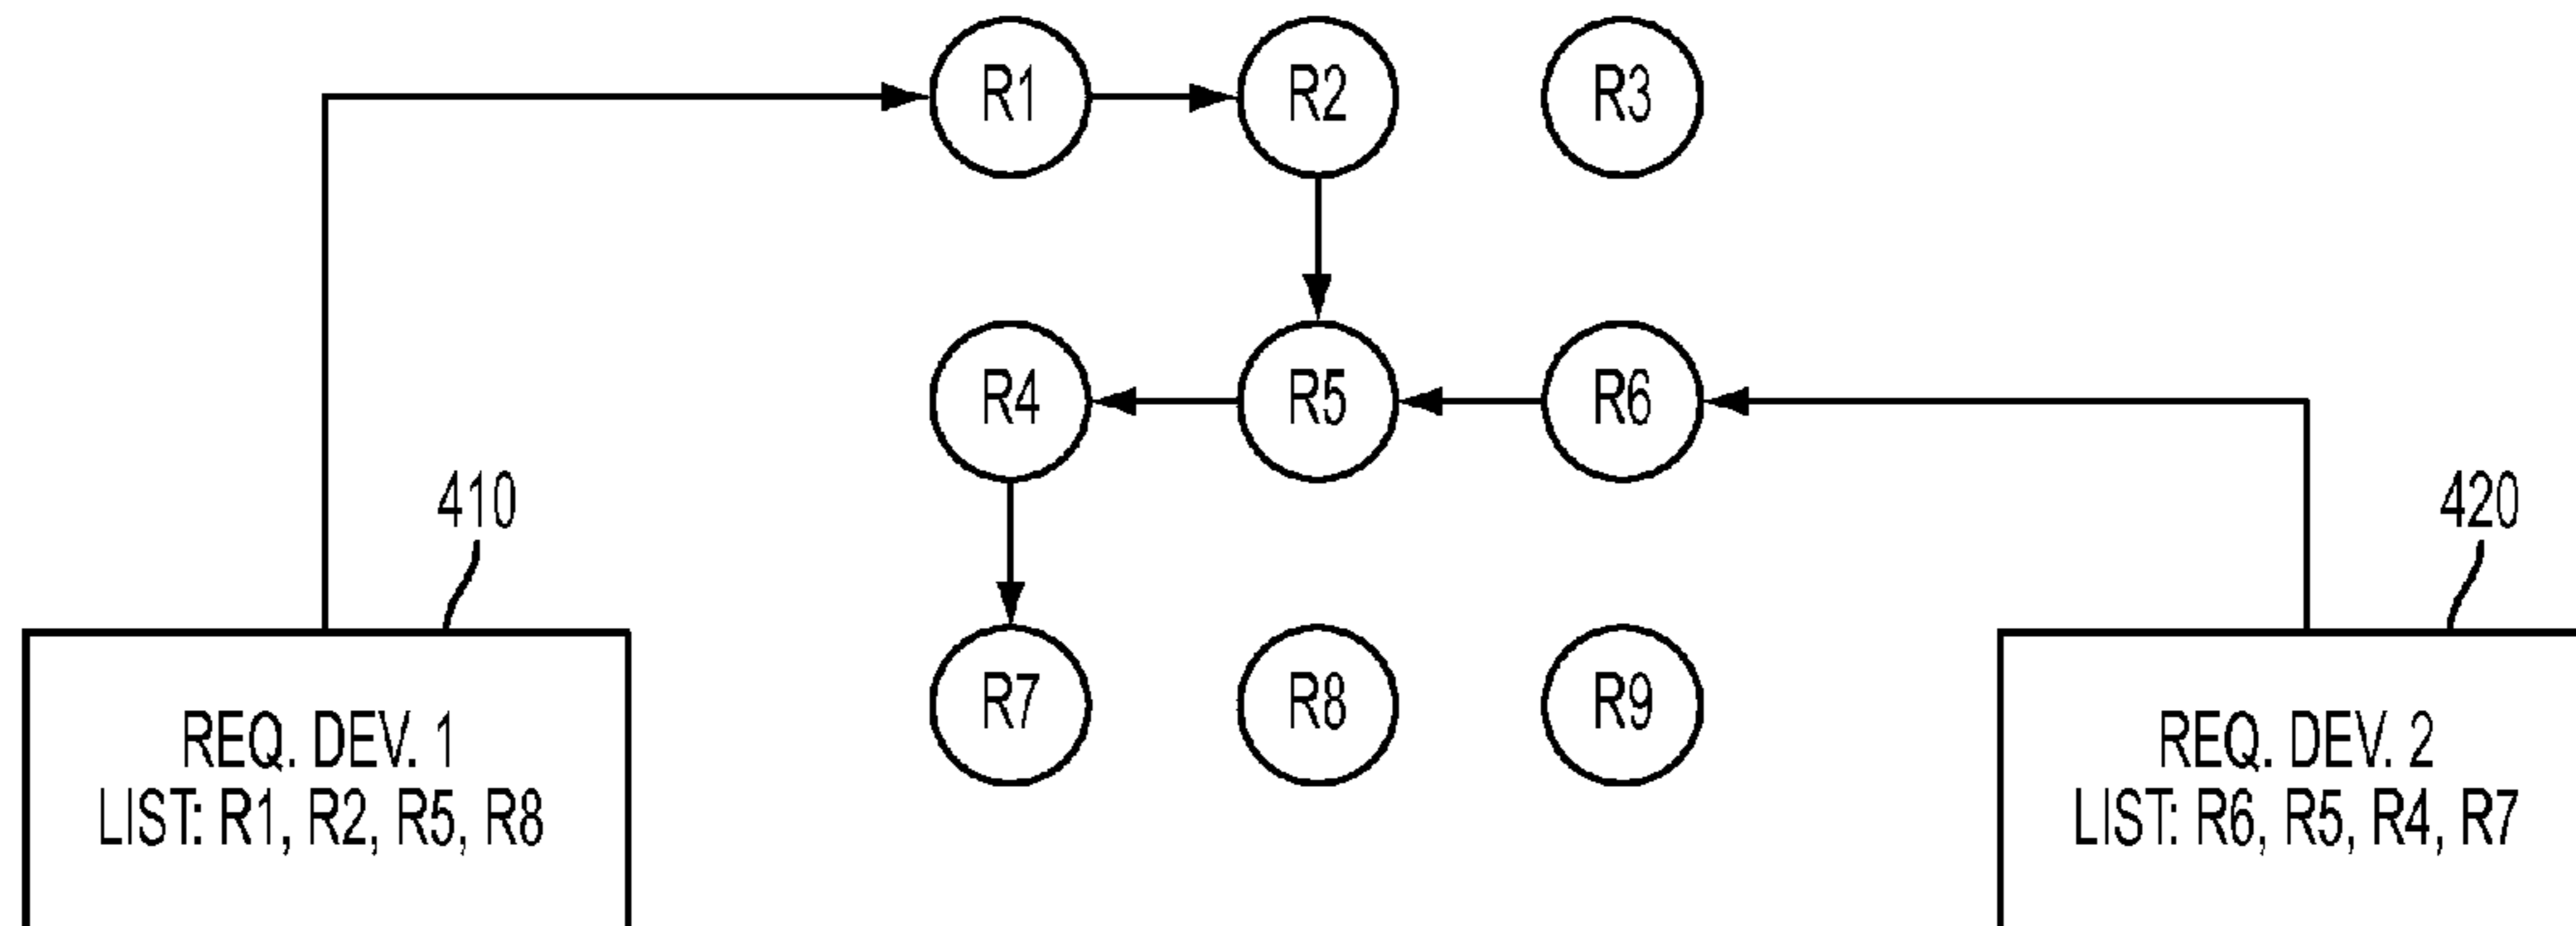 R1
R2
R3
R4
R5
R6
410
420
R7
R8
R9
REQ. DEV. 1
LIST: R1, R2, R5, R8
REQ. DEV. 2
LIST: R6, R5, R4, R7